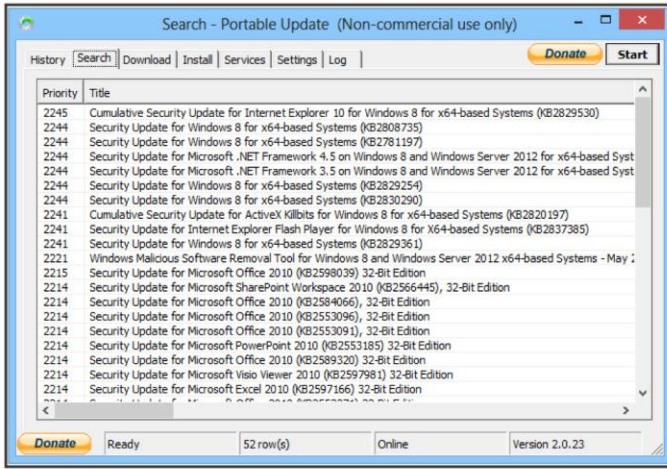 Search - Portable Update (Non-commercial use only)
History Search Download Install Services Settings Log Donate Start
Priority Title
2245 Cumulative Security Update for Internet Explorer 10 for Windows 8 for x64-based Systems (KB2829530)
2244 Security Update for Windows 8 for x64-based Systems (KB2808735)
2244 Security Update for Windows 8 for x64-based Systems (KB2781197)
2244 Security Update for Microsoft .NET Framework 4.5 on Windows 8 and Windows Server 2012 for x64-based Syst
2244 Security Update for Microsoft .NET Framework 3.5 on Windows 8 and Windows Server 2012 for x64-based Syst
2244 Security Update for Windows 8 for x64-based Systems (KB2829254)
2244 Security Update for Windows 8 for x64-based Systems (KB2830290)
2241 Cumulative Security Update for ActiveX Killbits for Windows 8 for x64-based Systems (KB2820197)
2241 Security Update for Internet Explorer Flash Player for Windows 8 for X64-based Systems (KB2837385)
2241 Security Update for Windows 8 for x64-based Systems (KB2829361)
2221 Windows Malicious Software Removal Tool for Windows 8 and Windows Server 2012 x64-based Systems - May 2
2215 Security Update for Microsoft Office 2010 (KB2598039) 32-Bit Edition
2214 Security Update for Microsoft SharePoint Workspace 2010 (KB2566445), 32-Bit Edition
2214 Security Update for Microsoft Office 2010 (KB2584066), 32-Bit Edition
2214 Security Update for Microsoft Office 2010 (KB2553096), 32-Bit Edition
2214 Security Update for Microsoft Office 2010 (KB2553091), 32-Bit Edition
2214 Security Update for Microsoft PowerPoint 2010 (KB2553185) 32-Bit Edition
2214 Security Update for Microsoft Office 2010 (KB2589320) 32-Bit Edition
2214 Security Update for Microsoft Visio Viewer 2010 (KB2597981) 32-Bit Edition
2214 Security Update for Microsoft Excel 2010 (KB2597166) 32-Bit Edition
Donate Ready 52 row(s) Online Version 2.0.23